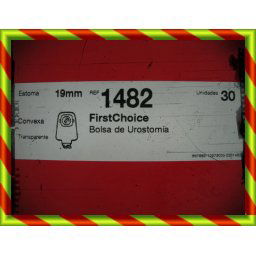 Estoma 19mm REF 1482 Unidades 30
FirstChoice
Convexa Bolsa de Urostomía
Transparente